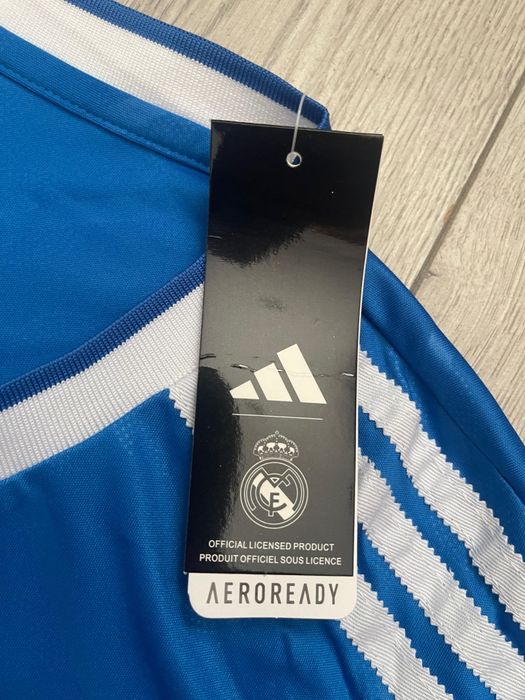 OFFICIAL LICENSED PRODUCT
PRODUIT OFFICIEL SOUS LICENCE
AEROREADY